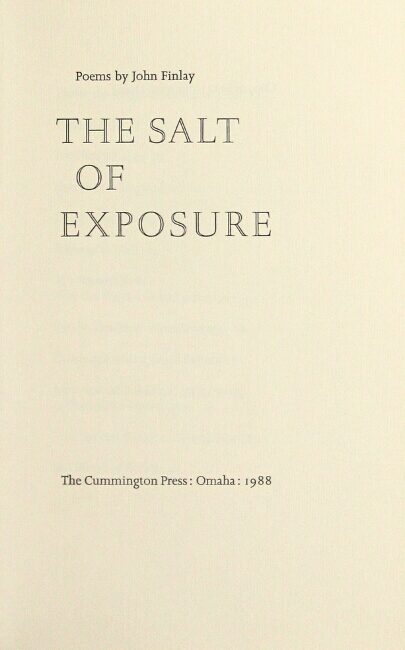 Poems by John Finlay
THE SALT
OF
EXPOSURE
The Cummington Press : Omaha : 1988